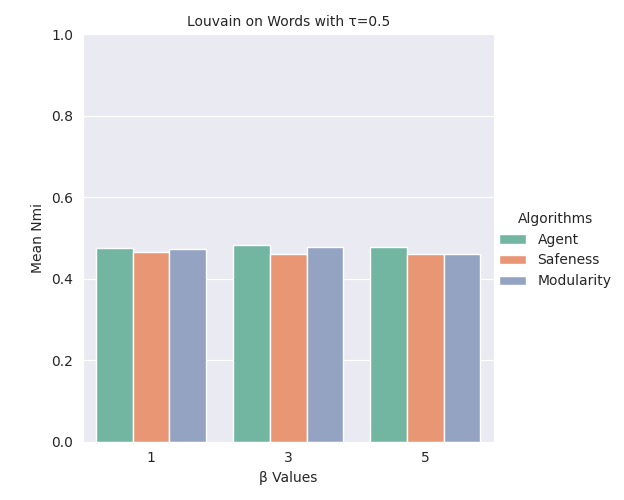 Louvain on Words with τ=0.5
Mean Nmi
1.0
0.8
0.6
0.4
0.2
0.0
1 3 5
β Values
Algorithms
Agent
Safeness
Modularity